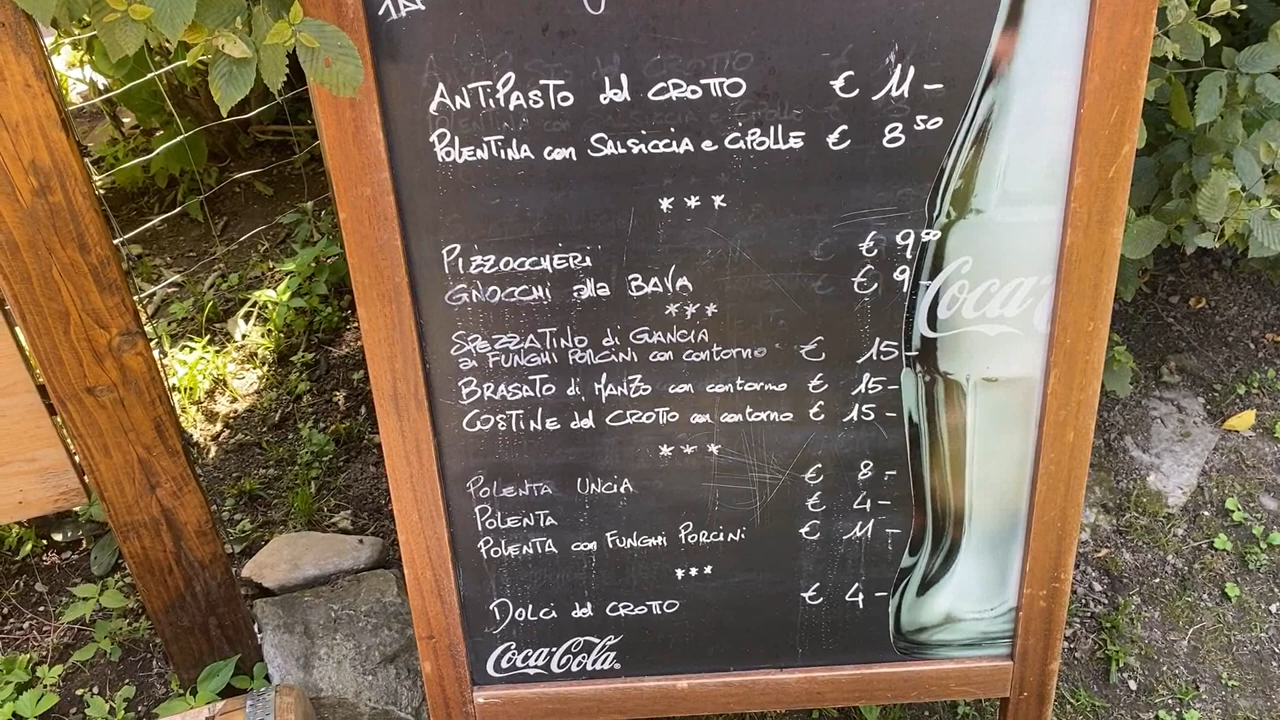 ANTiPASTO del CROTTO € 11-
POLENTiNA con SALSiCCiA e CiPOLLE € 8 50
***
PiZZOCCHERi € 9 50
GNOCCHi alla BAVA € 9-
***
SPEZZATiNO di GUANCiA
ai FUNGHi PORCiNi con contorno € 15-
BRASATO di MANZO con contorno € 15-
COSTiNE del CROTTO con contorno € 15-
***
POLENTA UNCiA € 8-
POLENTA € 4-
POLENTA con FUNGHi PORCiNi € 11-
***
DOLCi del CROTTO € 4-
Coca-Cola
Coca-C